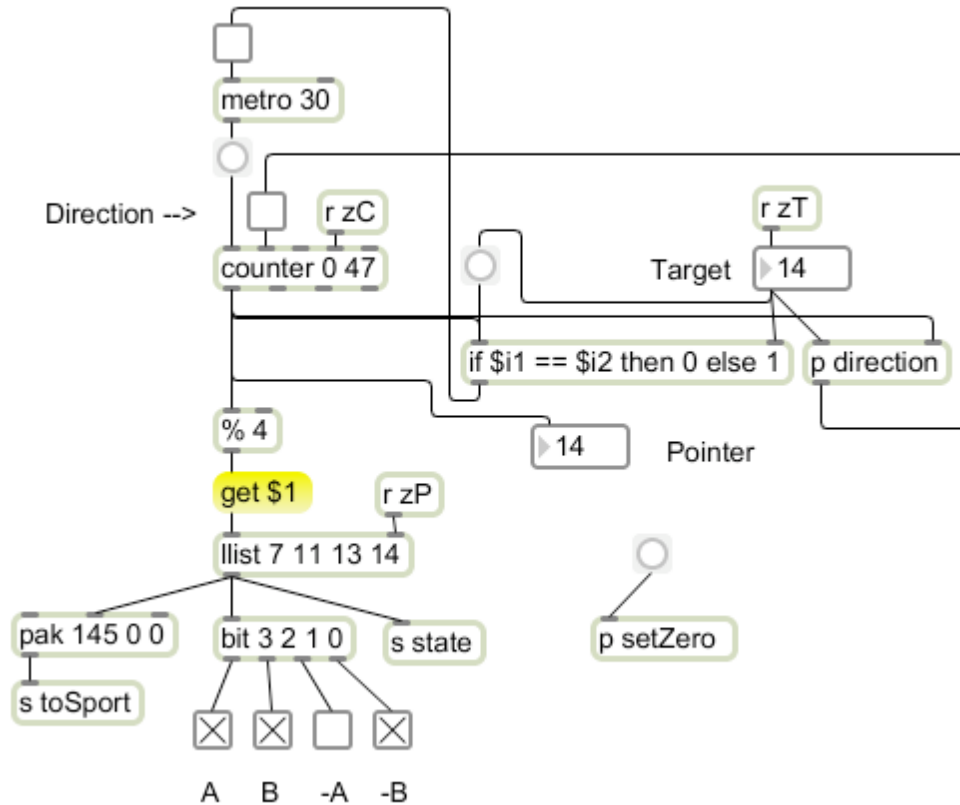 metro 30
Direction -->
r zC
r zT
counter 0 47
Target
14
if $i1 == $i2 then 0 else 1
p direction
% 4
14
Pointer
get $1
r zP
llist 7 11 13 14
pak 145 0 0
bit 3 2 1 0
s state
p setZero
s toSport
A
B
-A
-B